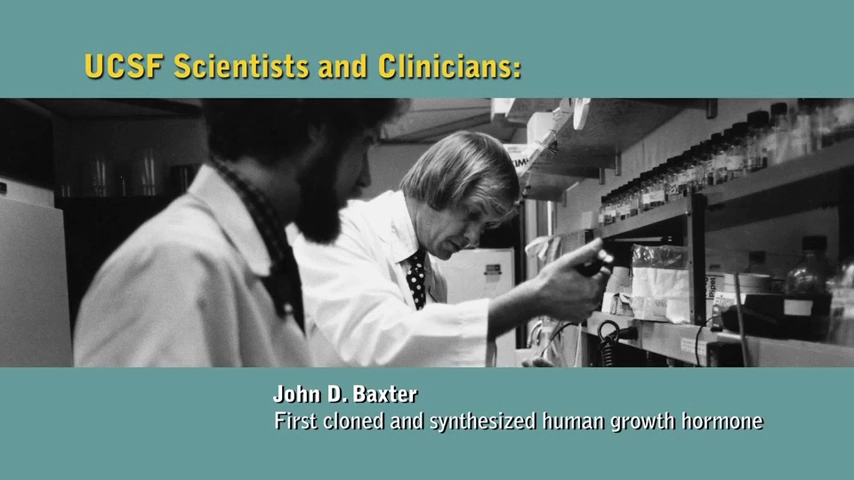 UCSF Scientists and Clinicians:
John D. Baxter
First cloned and synthesized human growth hormone